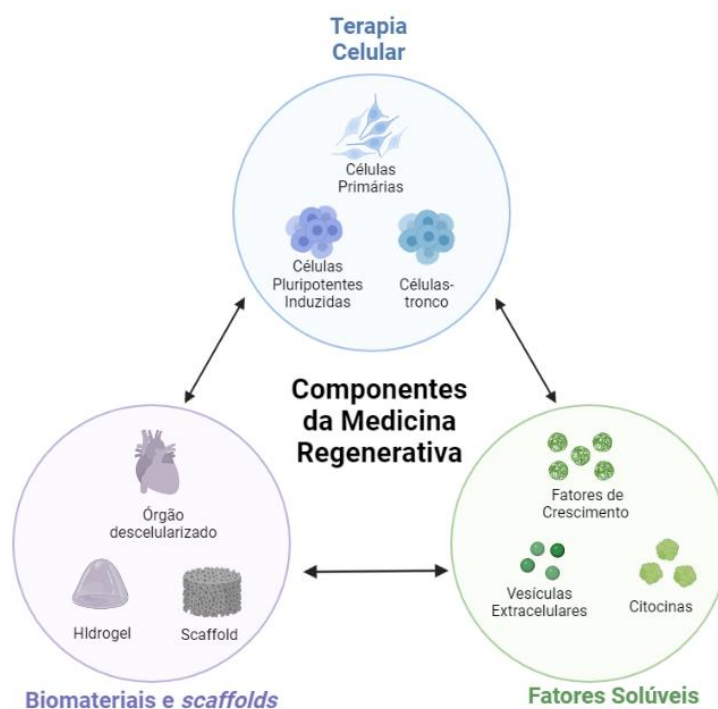 Terapia
Celular
Células
Primárias
Células
Pluripotentes
Induzidas
Células-
tronco
Componentes
da Medicina
Regenerativa
Órgão
descelularizado
HIdrogel
Scaffold
Biomateriais e scaffolds
Fatores de
Crescimento
Vesículas
Extracelulares
Citocinas
Fatores Solúveis